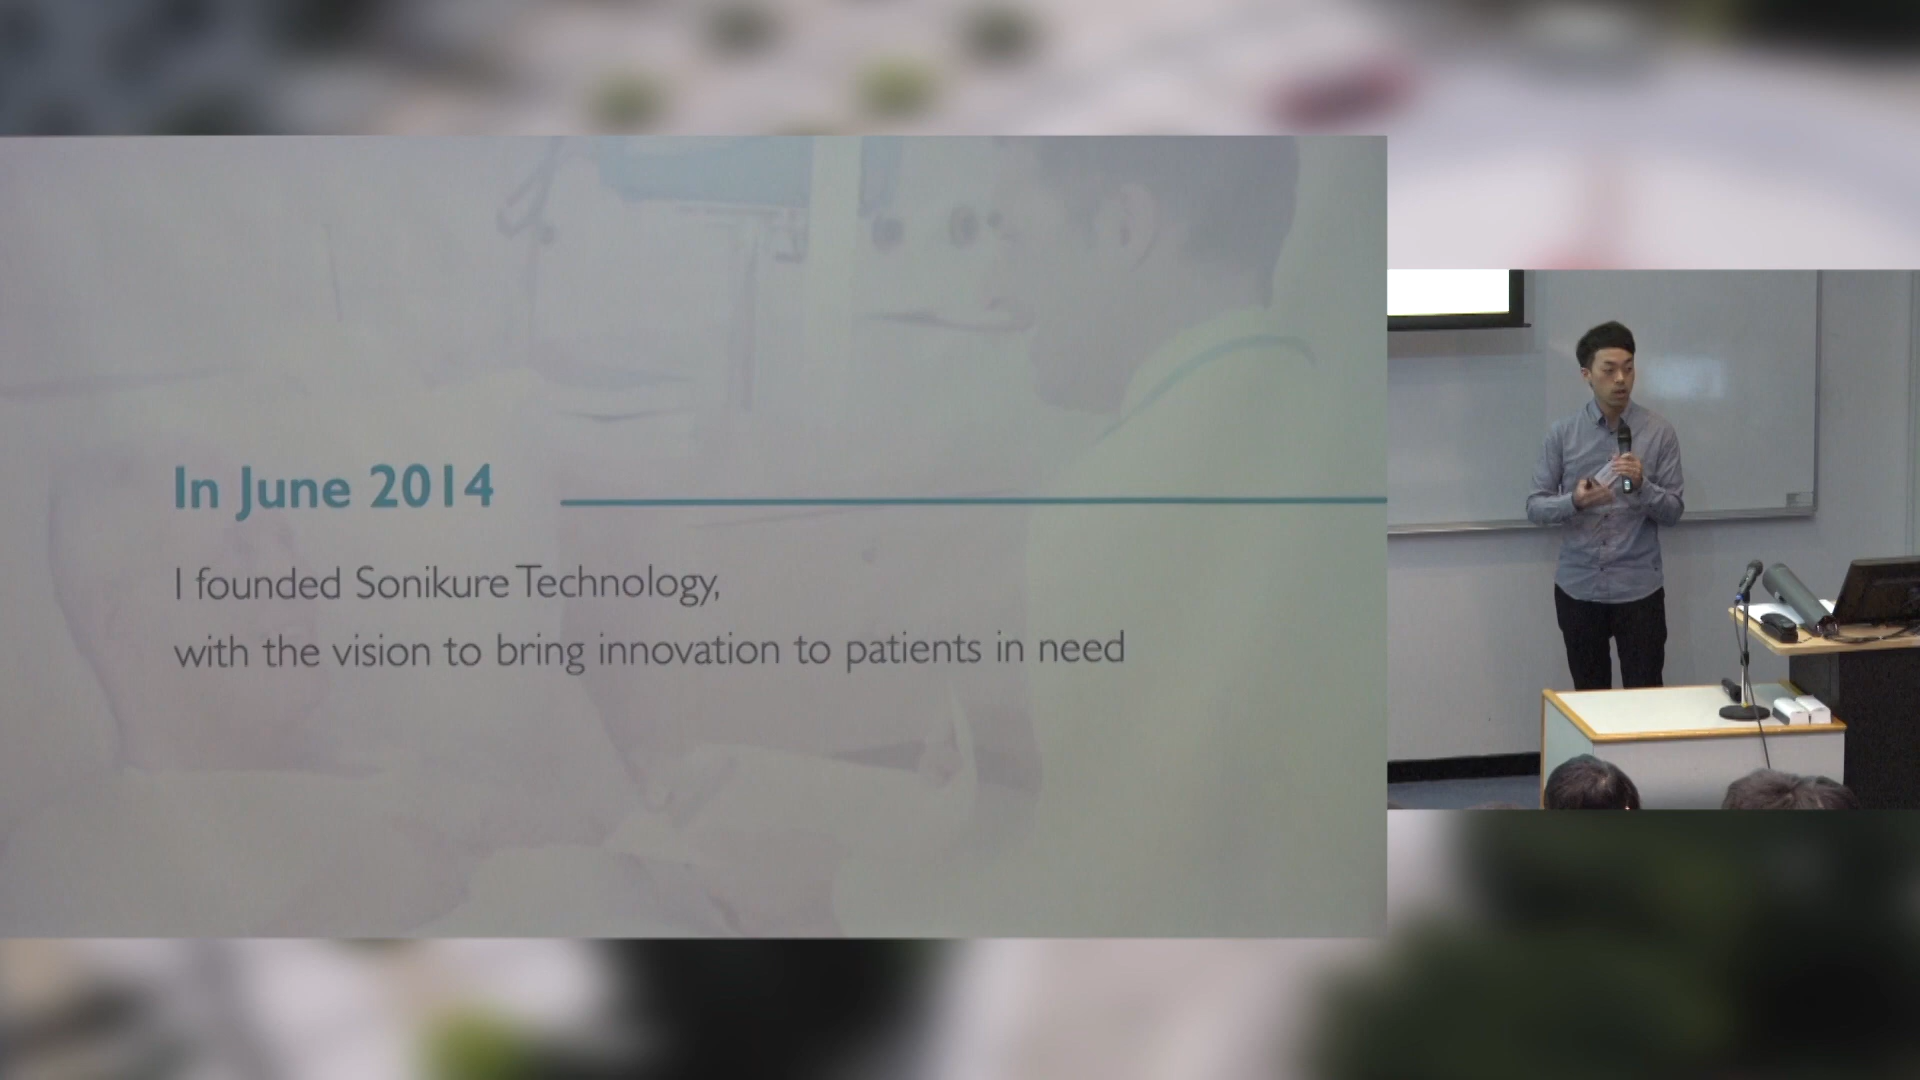 In June 2014
I founded Sonikure Technology,
with the vision to bring innovation to patients in need